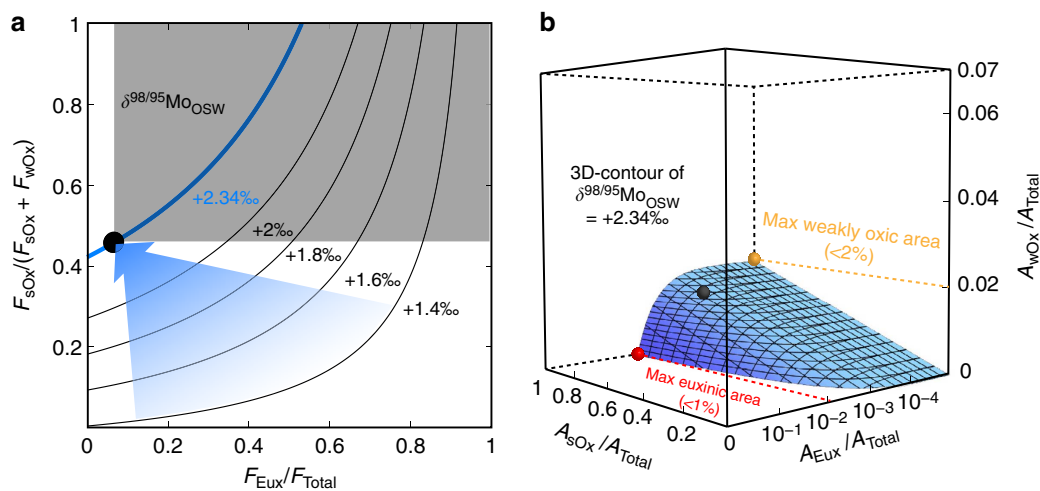 a
δ98/95MoOSW
+2.34‰
+2‰
+1.8‰
+1.6‰
+1.4‰
1
0.8
0.6
0.4
0.2
0
0.2
0.4
0.6
0.8
1
FsOx/(FsOx + FwOx)
FEux/FTotal
b
3D-contour of
δ98/95MoOSW
= +2.34‰
Max weakly oxic area
(<2%)
Max euxinic area
(<1%)
0.07
0.06
0.04
0.02
0
AwOx/ATotal
1
0.8
0.6
0.4
0.2
0
AsOx/ATotal
10−1
10−2
10−3
10−4
AEux/ATotal